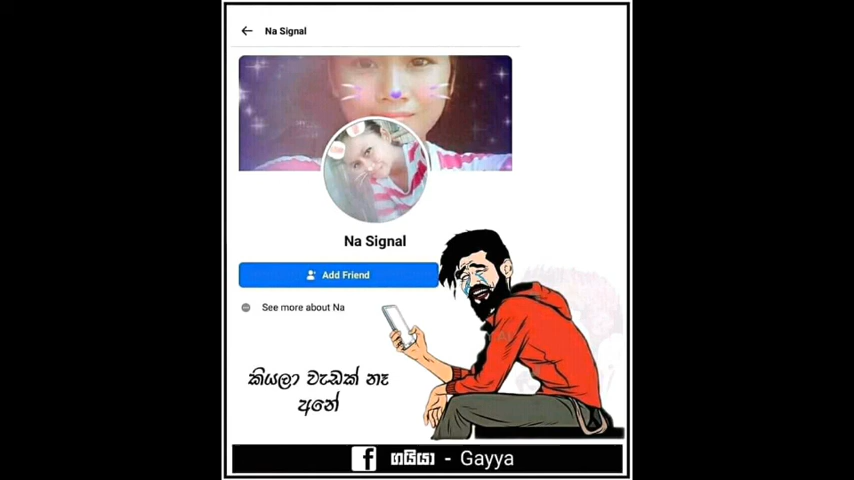 Na Signal
Na Signal
Add Friend
See more about Na
කියලා වැඩක් නෑ
අනේ
ගයියා - Gayya